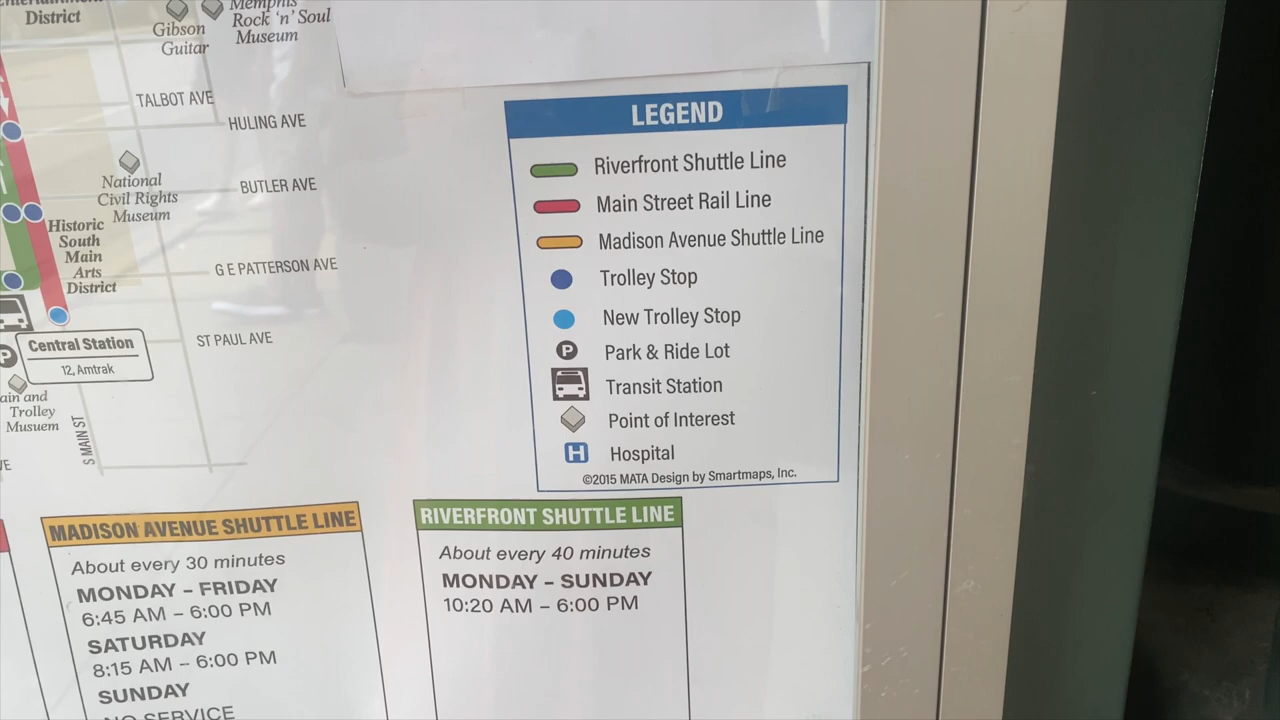 District
Gibson
Guitar
Memphis
Rock 'n' Soul
Museum
TALBOT AVE
HULING AVE
National
Civil Rights
Museum
BUTLER AVE
Historic
South
Main
Arts
District
G E PATTERSON AVE
P
Central Station
12, Amtrak
ST PAUL AVE
Trolley
Musuem
S MAIN ST
LEGEND
Riverfront Shuttle Line
Main Street Rail Line
Madison Avenue Shuttle Line
Trolley Stop
New Trolley Stop
P Park & Ride Lot
Transit Station
Point of Interest
H Hospital
©2015 MATA Design by Smartmaps, Inc.
MADISON AVENUE SHUTTLE LINE
About every 30 minutes
MONDAY – FRIDAY
6:45 AM – 6:00 PM
SATURDAY
8:15 AM – 6:00 PM
SUNDAY
NO SERVICE
RIVERFRONT SHUTTLE LINE
About every 40 minutes
MONDAY – SUNDAY
10:20 AM – 6:00 PM